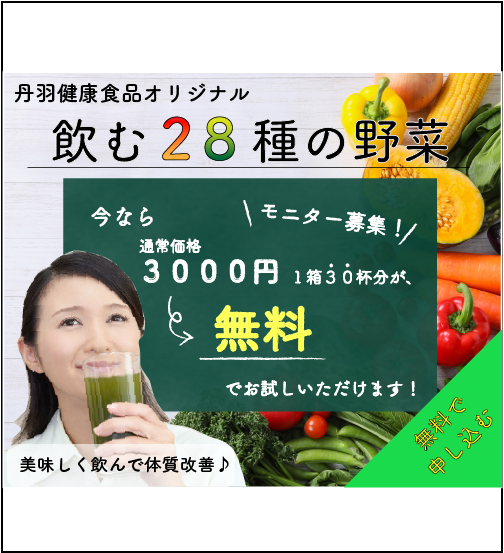 丹羽健康食品オリジナル
飲む28種の野菜
今なら
\モニター募集！/
通常価格
３０００円 1箱30杯分が、
無料
でお試しいただけます！
美味しく飲んで体質改善♪
無料で
申し込む